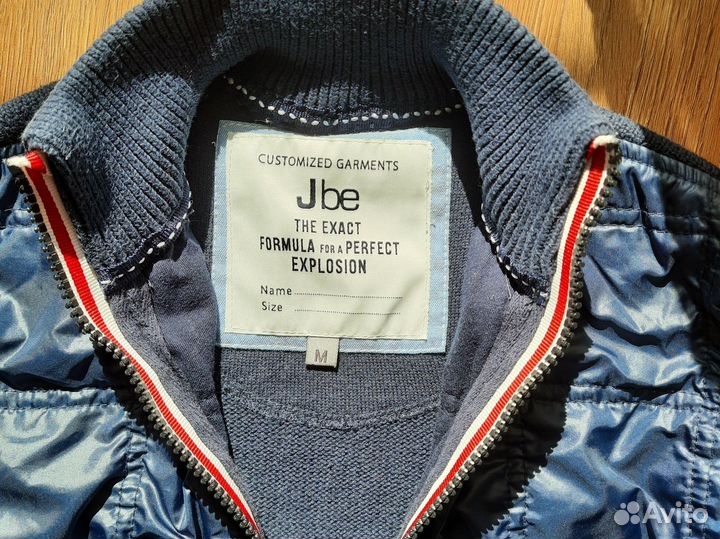 CUSTOMIZED GARMENTS
Jbe
THE EXACT
FORMULA FOR A PERFECT
EXPLOSION
Name
Size
M
Avito